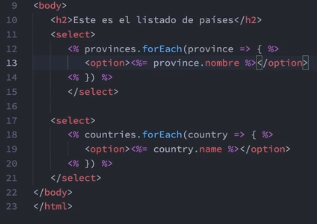 9 <body>
10 <h2>Este es el listado de países</h2>
11 <select>
12 <% provinces.forEach(province => { %>
13 <option><%= province.nombre %></option>
14 <% }) %>
15 </select>
16
17 <select>
18 <% countries.forEach(country => { %>
19 <option><%= country.name %></option>
20 <% }) %>
21 </select>
22 </body>
23 </html>